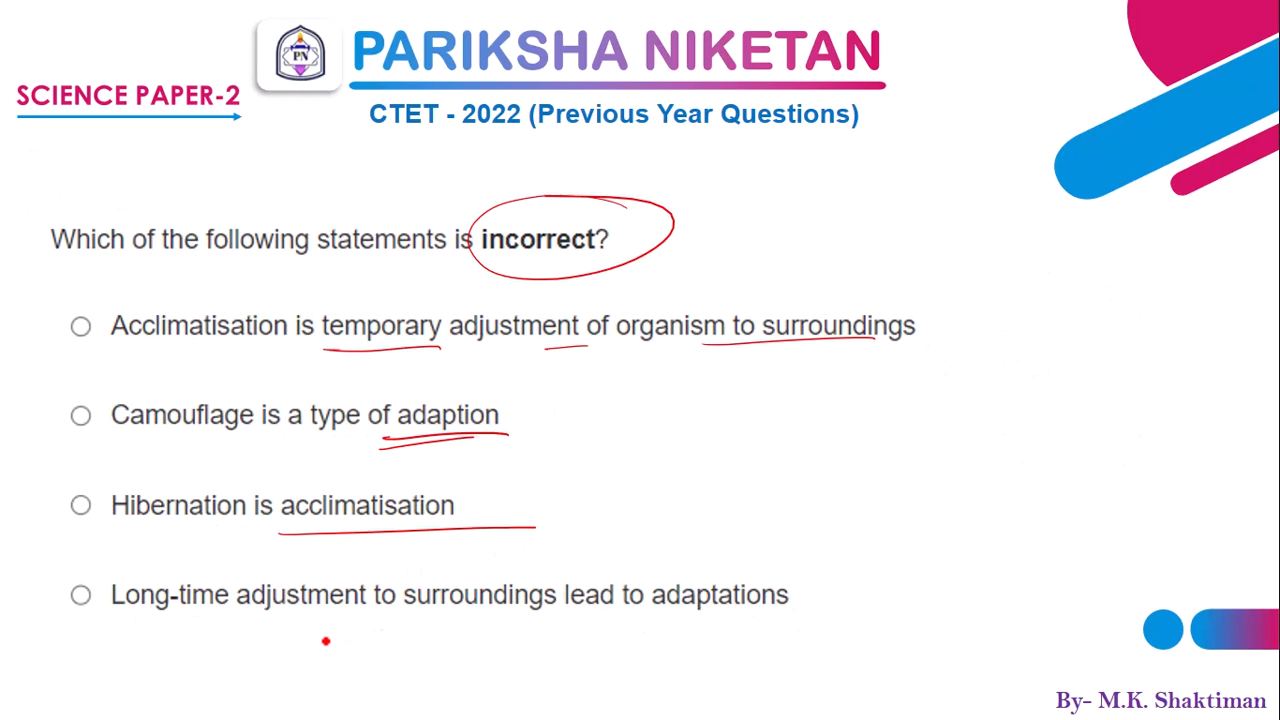 PN
PARIKSHA NIKETAN
SCIENCE PAPER-2
CTET - 2022 (Previous Year Questions)
Which of the following statements is incorrect?
Acclimatisation is temporary adjustment of organism to surroundings
Camouflage is a type of adaption
Hibernation is acclimatisation
Long-time adjustment to surroundings lead to adaptations
By- M.K. Shaktiman